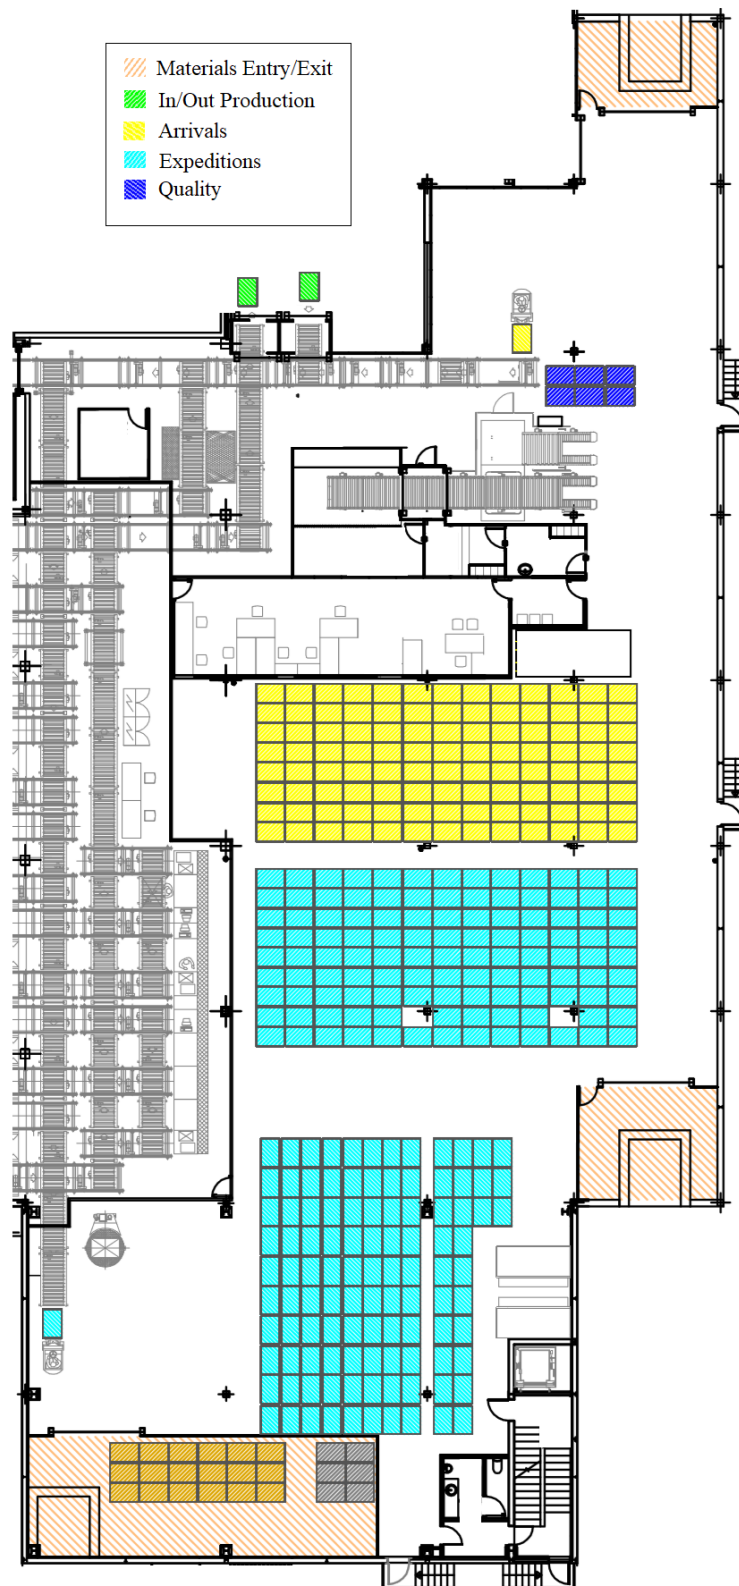 Materials Entry/Exit
In/Out Production
Arrivals
Expeditions
Quality